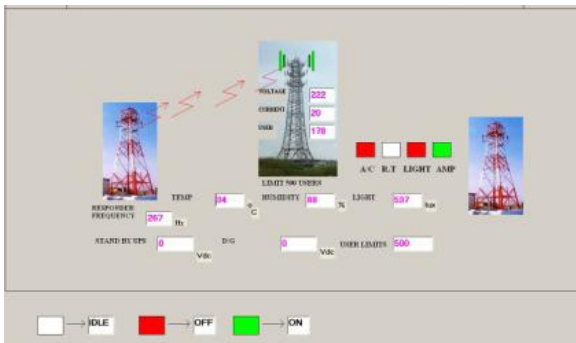 VOLTAGE 222
20
USER 178
A/C R.T LIGHT AMP
LIMIT 500 USERS
TEMP 34 °C HUMIDITY 88 % LIGHT 537 lux
RESPONDER
FREQUENCY 267 Hz
STAND BY UPS 0 Vdc D/G 0 Vdc USER LIMITS 500
IDLE OFF ON